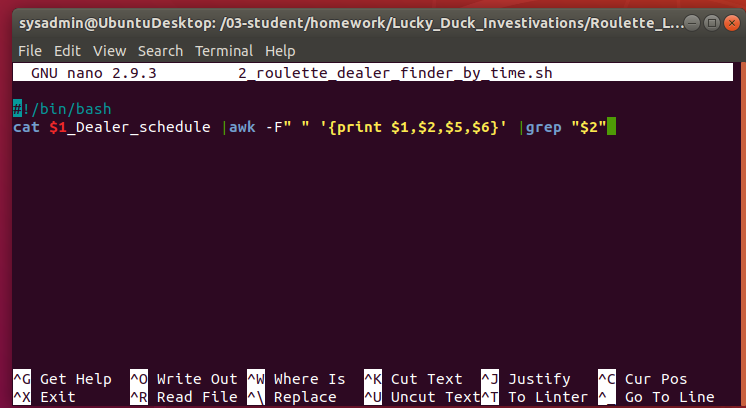 sysadmin@UbuntuDesktop: /03-student/homework/Lucky_Duck_Investivations/Roulette_L...
File Edit View Search Terminal Help
GNU nano 2.9.3 2_roulette_dealer_finder_by_time.sh
#!/bin/bash
cat $1_Dealer_schedule |awk -F" " '{print $1,$2,$5,$6}' |grep "$2"
^G Get Help ^O Write Out ^W Where Is ^K Cut Text ^J Justify ^C Cur Pos
^X Exit ^R Read File ^\ Replace ^U Uncut Text ^T To Linter ^_ Go To Line